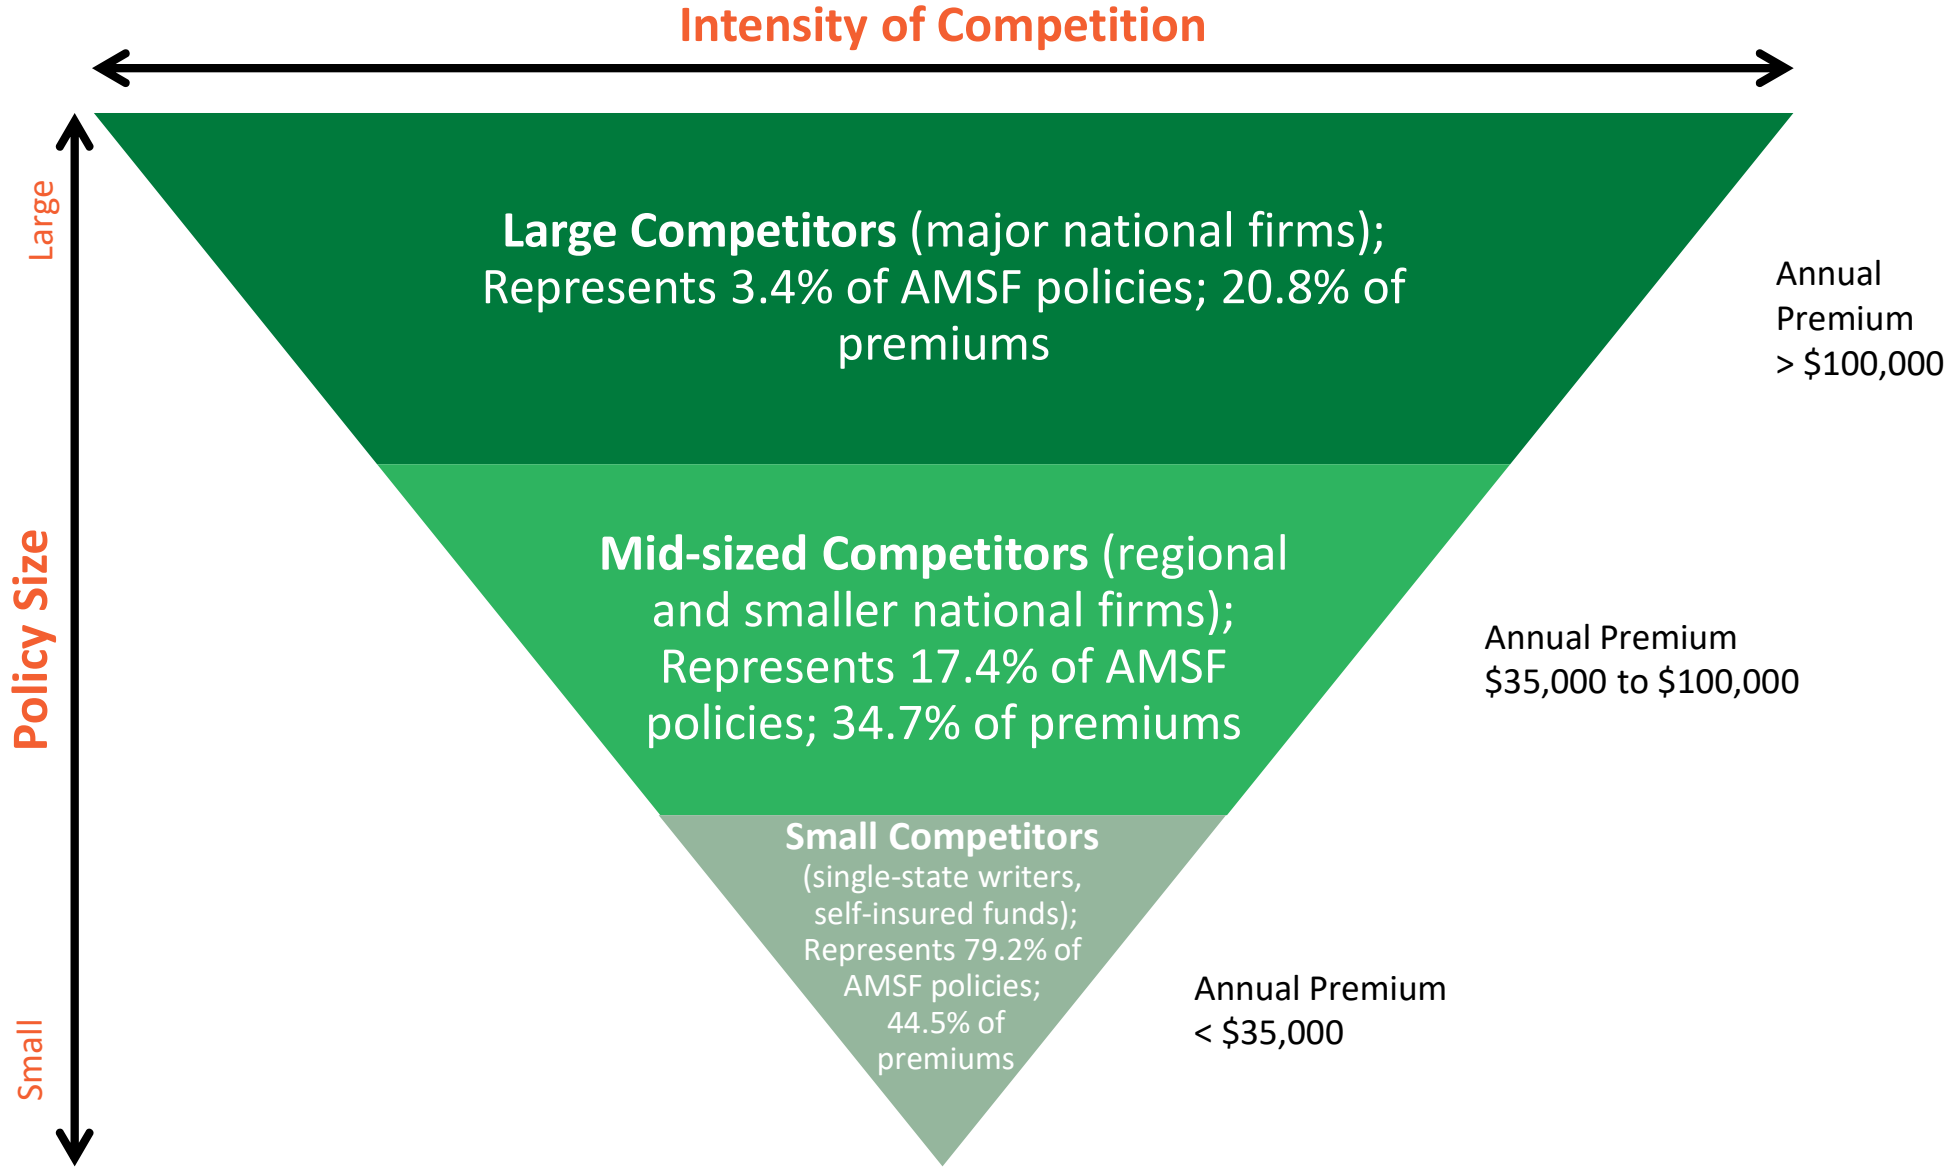 Intensity of Competition
Large
Policy Size
Small
Large Competitors (major national firms);
Represents 3.4% of AMSF policies; 20.8% of
premiums
Annual
Premium
> $100,000
Mid-sized Competitors (regional
and smaller national firms);
Represents 17.4% of AMSF
policies; 34.7% of premiums
Annual Premium
$35,000 to $100,000
Small Competitors
(single-state writers,
self-insured funds);
Represents 79.2% of
AMSF policies;
44.5% of
premiums
Annual Premium
< $35,000